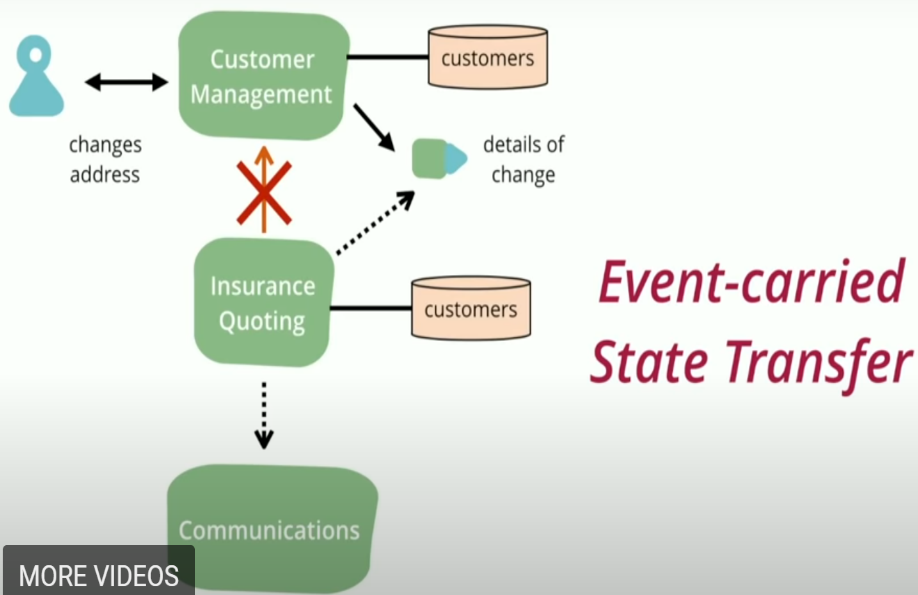 Customer
Management
customers
changes
address
details of
change
Insurance
Quoting
customers
Event-carried
State Transfer
Communications
MORE VIDEOS